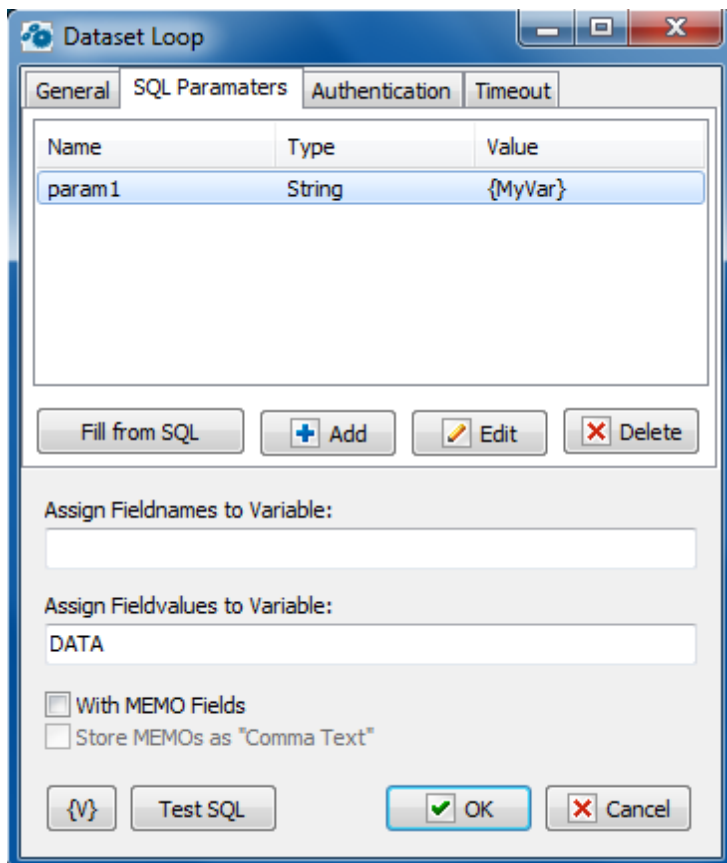 Dataset Loop
General SQL Paramaters Authentication Timeout
Name Type Value
param1 String {MyVar}
Fill from SQL Add Edit Delete
Assign Fieldnames to Variable:
Assign Fieldvalues to Variable:
DATA
With MEMO Fields
Store MEMOs as "Comma Text"
{V} Test SQL OK Cancel